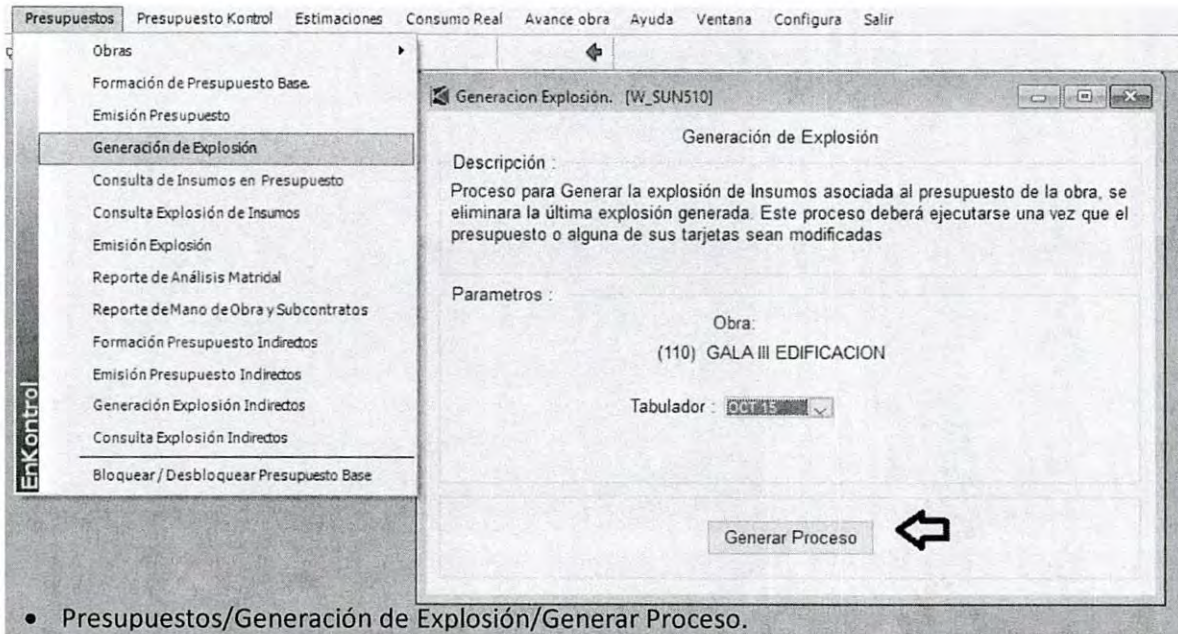 Presupuestos Presupuesto Kontrol Estimaciones Consumo Real Avance obra Ayuda Ventana Configura Salir
Obras
Formación de Presupuesto Base.
Emisión Presupuesto
Generación de Explosión
Consulta de Insumos en Presupuesto
Consulta Explosión de Insumos
Emisión Explosión
Reporte de Análisis Matricial
Reporte de Mano de Obra y Subcontratos
Formación Presupuesto Indirectos
Emisión Presupuesto Indirectos
Generación Explosión Indirectos
Consulta Explosión Indirectos
Bloquear / Desbloquear Presupuesto Base
EnKontrol
Generacion Explosión. [W_SUN510]
Generación de Explosión
Descripción :
Proceso para Generar la explosión de Insumos asociada al presupuesto de la obra, se
eliminara la última explosión generada. Este proceso deberá ejecutarse una vez que el
presupuesto o alguna de sus tarjetas sean modificadas
Parametros :
Obra:
(110) GALA III EDIFICACION
Tabulador : OCT 15
Generar Proceso
• Presupuestos/Generación de Explosión/Generar Proceso.